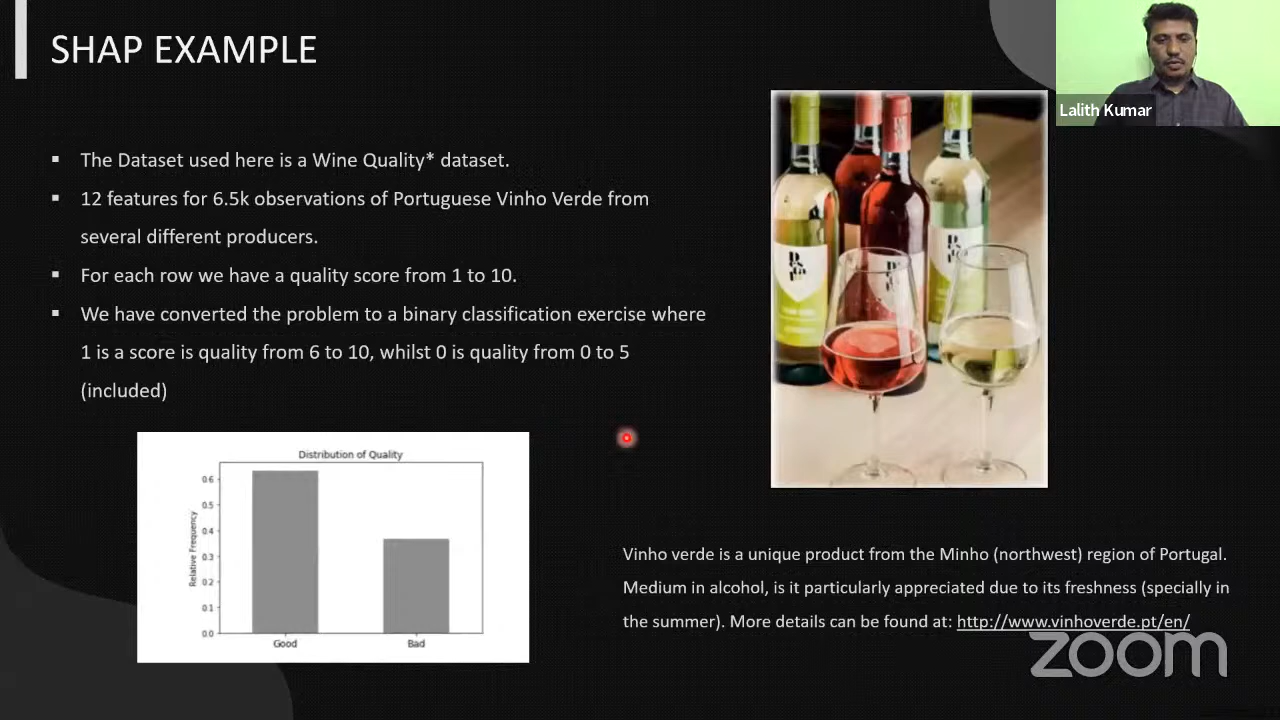 SHAP EXAMPLE
Lalith Kumar
▪ The Dataset used here is a Wine Quality* dataset.
▪ 12 features for 6.5k observations of Portuguese Vinho Verde from
several different producers.
▪ For each row we have a quality score from 1 to 10.
▪ We have converted the problem to a binary classification exercise where
1 is a score is quality from 6 to 10, whilst 0 is quality from 0 to 5
(included)
Distribution of Quality
Relative Frequency
0.6
0.5
0.4
0.3
0.2
0.1
0.0
Good
Bad
Vinho verde is a unique product from the Minho (northwest) region of Portugal.
Medium in alcohol, is it particularly appreciated due to its freshness (specially in
the summer). More details can be found at: http://www.vinhoverde.pt/en/
zoom